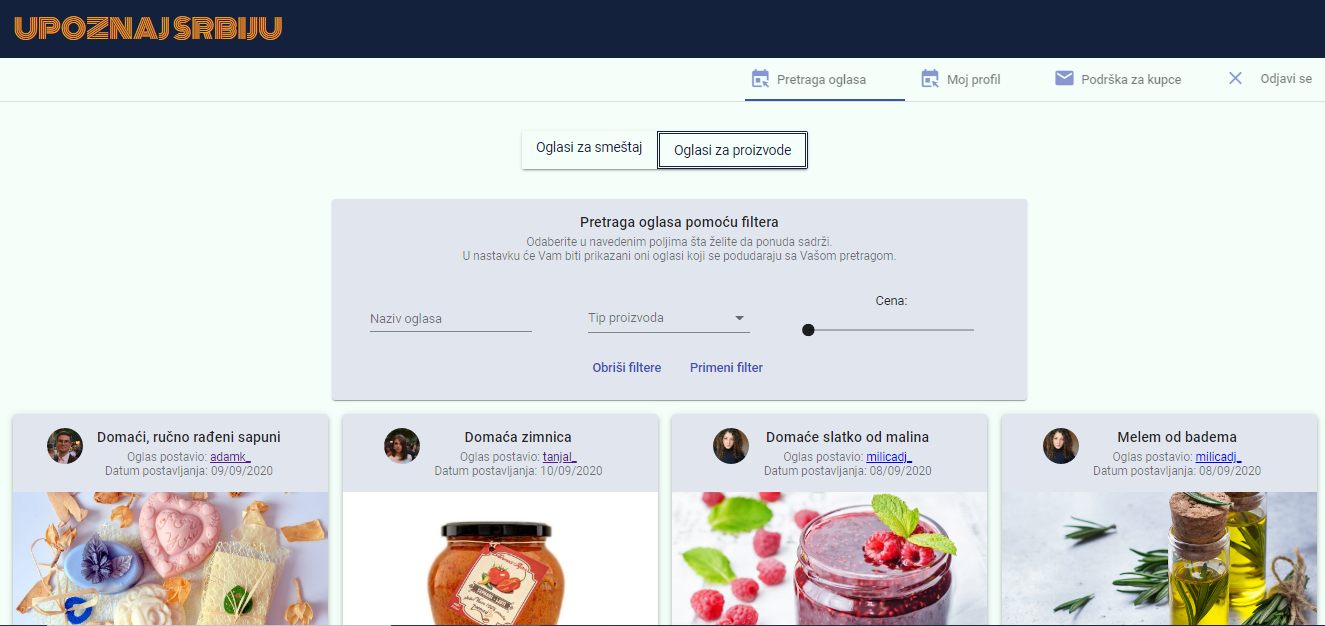 UPOZNAJ SRBIJU
Pretraga oglasa
Moj profil
Podrška za kupce
Odjavi se
Oglasi za smeštaj
Oglasi za proizvode
Pretraga oglasa pomoću filtera
Odaberite u navedenim poljima šta želite da ponuda sadrži.
U nastavku će Vam biti prikazani oni oglasi koji se podudaraju sa Vašom pretragom.
Naziv oglasa
Tip proizvoda
Cena:
Obriši filtere
Primeni filter
Domaći, ručno rađeni sapuni
Oglas postavio: adamk_
Datum postavljanja: 09/09/2020
Domaća zimnica
Oglas postavio: tanjal_
Datum postavljanja: 10/09/2020
Domaće slatko od malina
Oglas postavio: milicadj_
Datum postavljanja: 08/09/2020
Melem od badema
Oglas postavio: milicadj_
Datum postavljanja: 08/09/2020